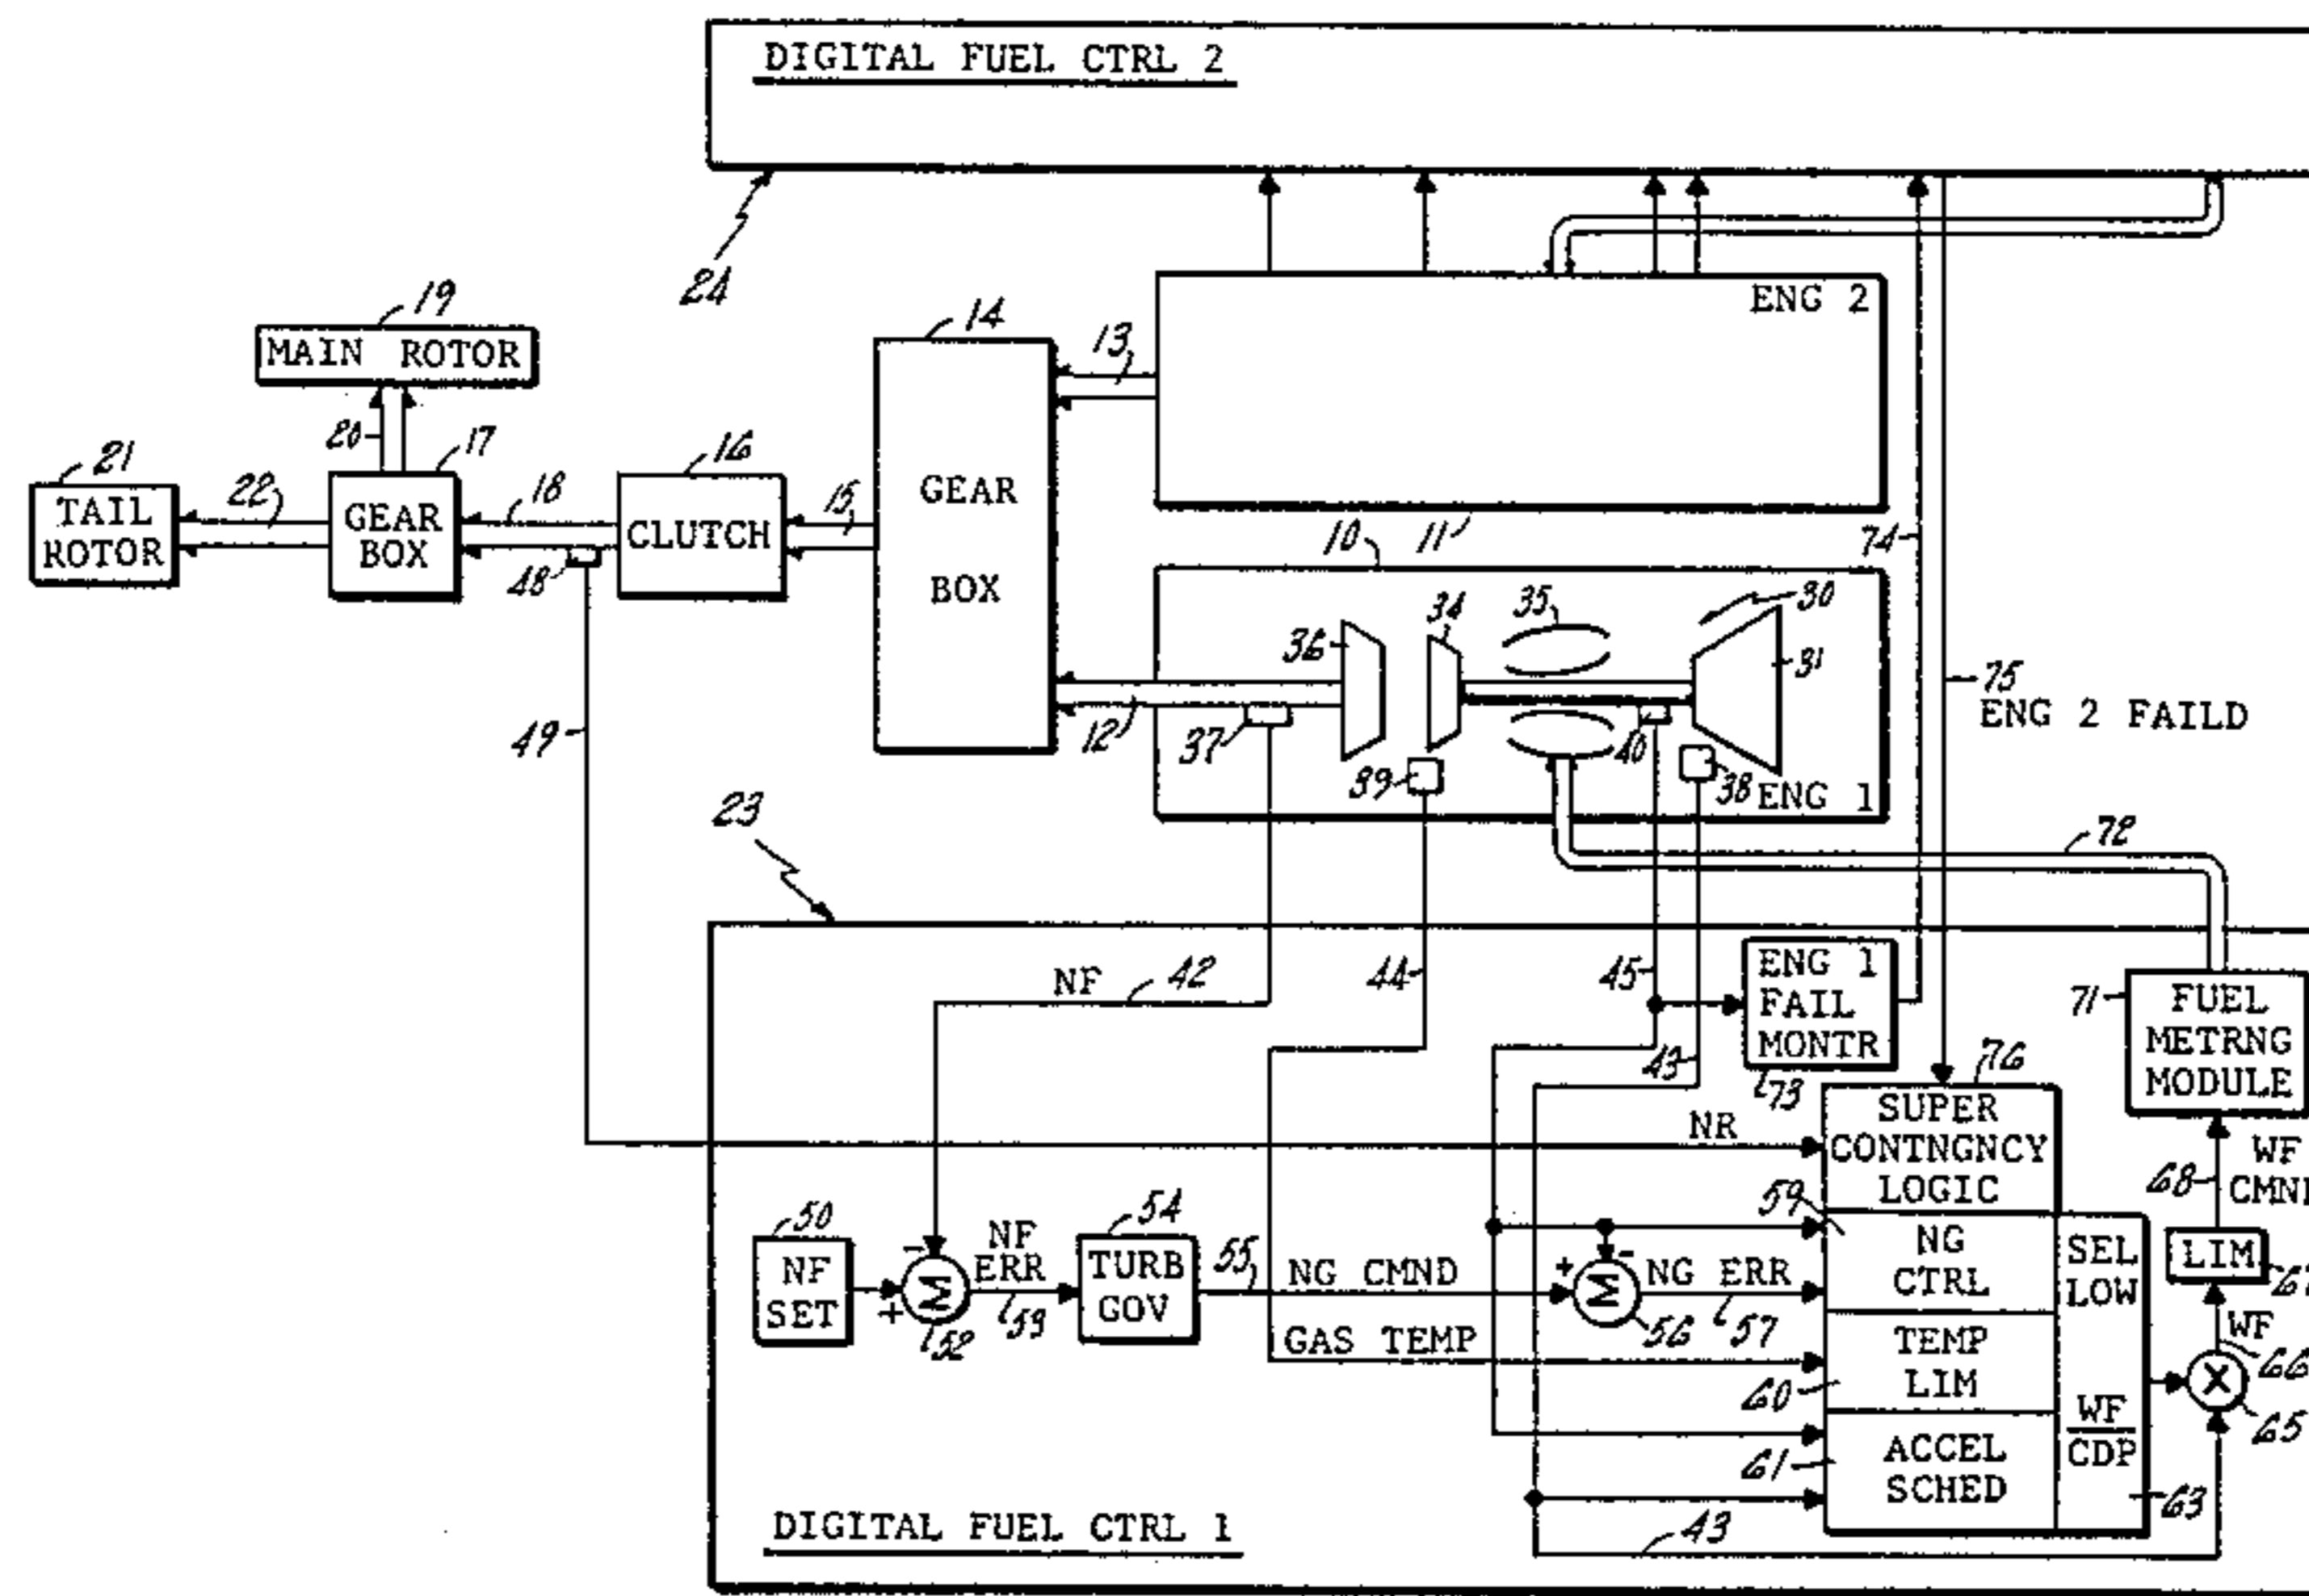 DIGITAL FUEL CTRL 2
24
ENG 2
19
MAIN ROTOR
14
13
20
17
16
21
TAIL
ROTOR
22
GEAR
BOX
18
48
CLUTCH
15
GEAR
BOX
11
10
74
75
ENG 2 FAILD
36
34
35
30
31
12
37
39
40
38
ENG 1
49
23
72
NF
42
44
45
43
ENG 1
FAIL
MONTR
73
71
FUEL
METRNG
MODULE
76
SUPER
CONTNGNCY
LOGIC
NR
68
WF
59
NG
CTRL
SEL
LOW
LIM
50
NF
SET
-
+
52
NF
ERR
53
54
TURB
GOV
55
NG CMND
+
-
56
NG ERR
57
GAS TEMP
TEMP
LIM
60
WF
66
X
65
WF
CDP
61
ACCEL
SCHED
63
43
DIGITAL FUEL CTRL 1